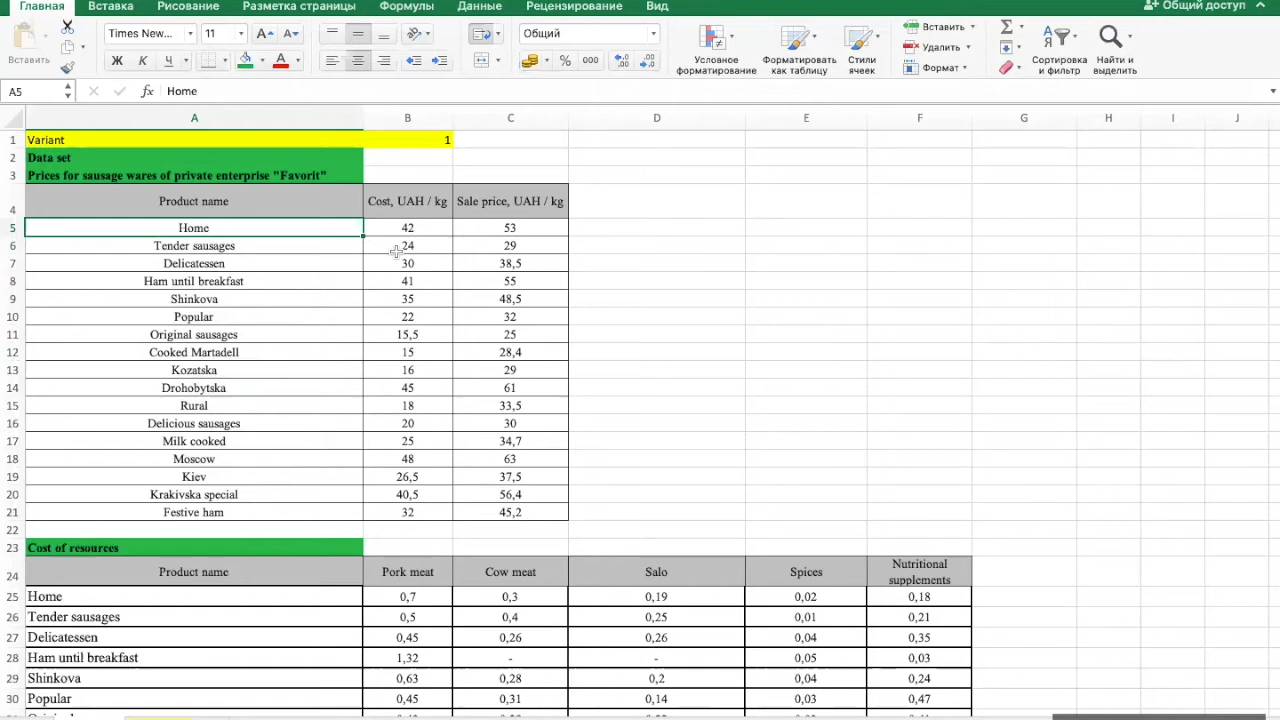 Главная Вставка Рисование Разметка страницы Формулы Данные Рецензирование Вид Общий доступ
Вставить
Times New... 11 A A
Ж К Ч А
Общий
% 000
Условное форматирование
Форматировать как таблицу
Стили ячеек
Вставить
Удалить
Формат
Сортировка и фильтр
Найти и выделить
A5 fx Home
A B C D E F G H I J
1 Variant 1
2 Data set
3 Prices for sausage wares of private enterprise "Favorit"
4 Product name Cost, UAH / kg Sale price, UAH / kg
5 Home 42 53
6 Tender sausages 24 29
7 Delicatessen 30 38,5
8 Ham until breakfast 41 55
9 Shinkova 35 48,5
10 Popular 22 32
11 Original sausages 15,5 25
12 Cooked Martadell 15 28,4
13 Kozatska 16 29
14 Drohobytska 45 61
15 Rural 18 33,5
16 Delicious sausages 20 30
17 Milk cooked 25 34,7
18 Moscow 48 63
19 Kiev 26,5 37,5
20 Krakivska special 40,5 56,4
21 Festive ham 32 45,2
22
23 Cost of resources
24 Product name Pork meat Cow meat Salo Spices Nutritional supplements
25 Home 0,7 0,3 0,19 0,02 0,18
26 Tender sausages 0,5 0,4 0,25 0,01 0,21
27 Delicatessen 0,45 0,26 0,26 0,04 0,35
28 Ham until breakfast 1,32 - - 0,05 0,03
29 Shinkova 0,63 0,28 0,2 0,04 0,24
30 Popular 0,45 0,31 0,14 0,03 0,47